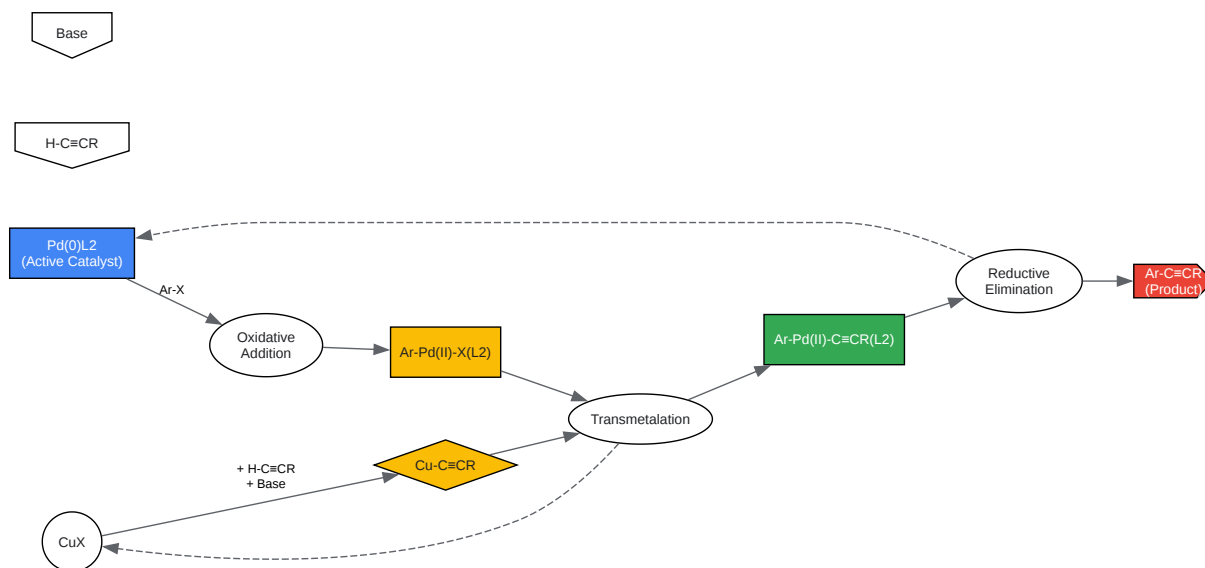 Base
H-C≡CR
Pd(0)L2
(Active Catalyst)
Ar-X
Oxidative
Addition
Ar-Pd(II)-X(L2)
Reductive
Elimination
Ar-C≡CR
(Product)
Ar-Pd(II)-C≡CR(L2)
Transmetalation
Cu-C≡CR
+ H-C≡CR
+ Base
CuX